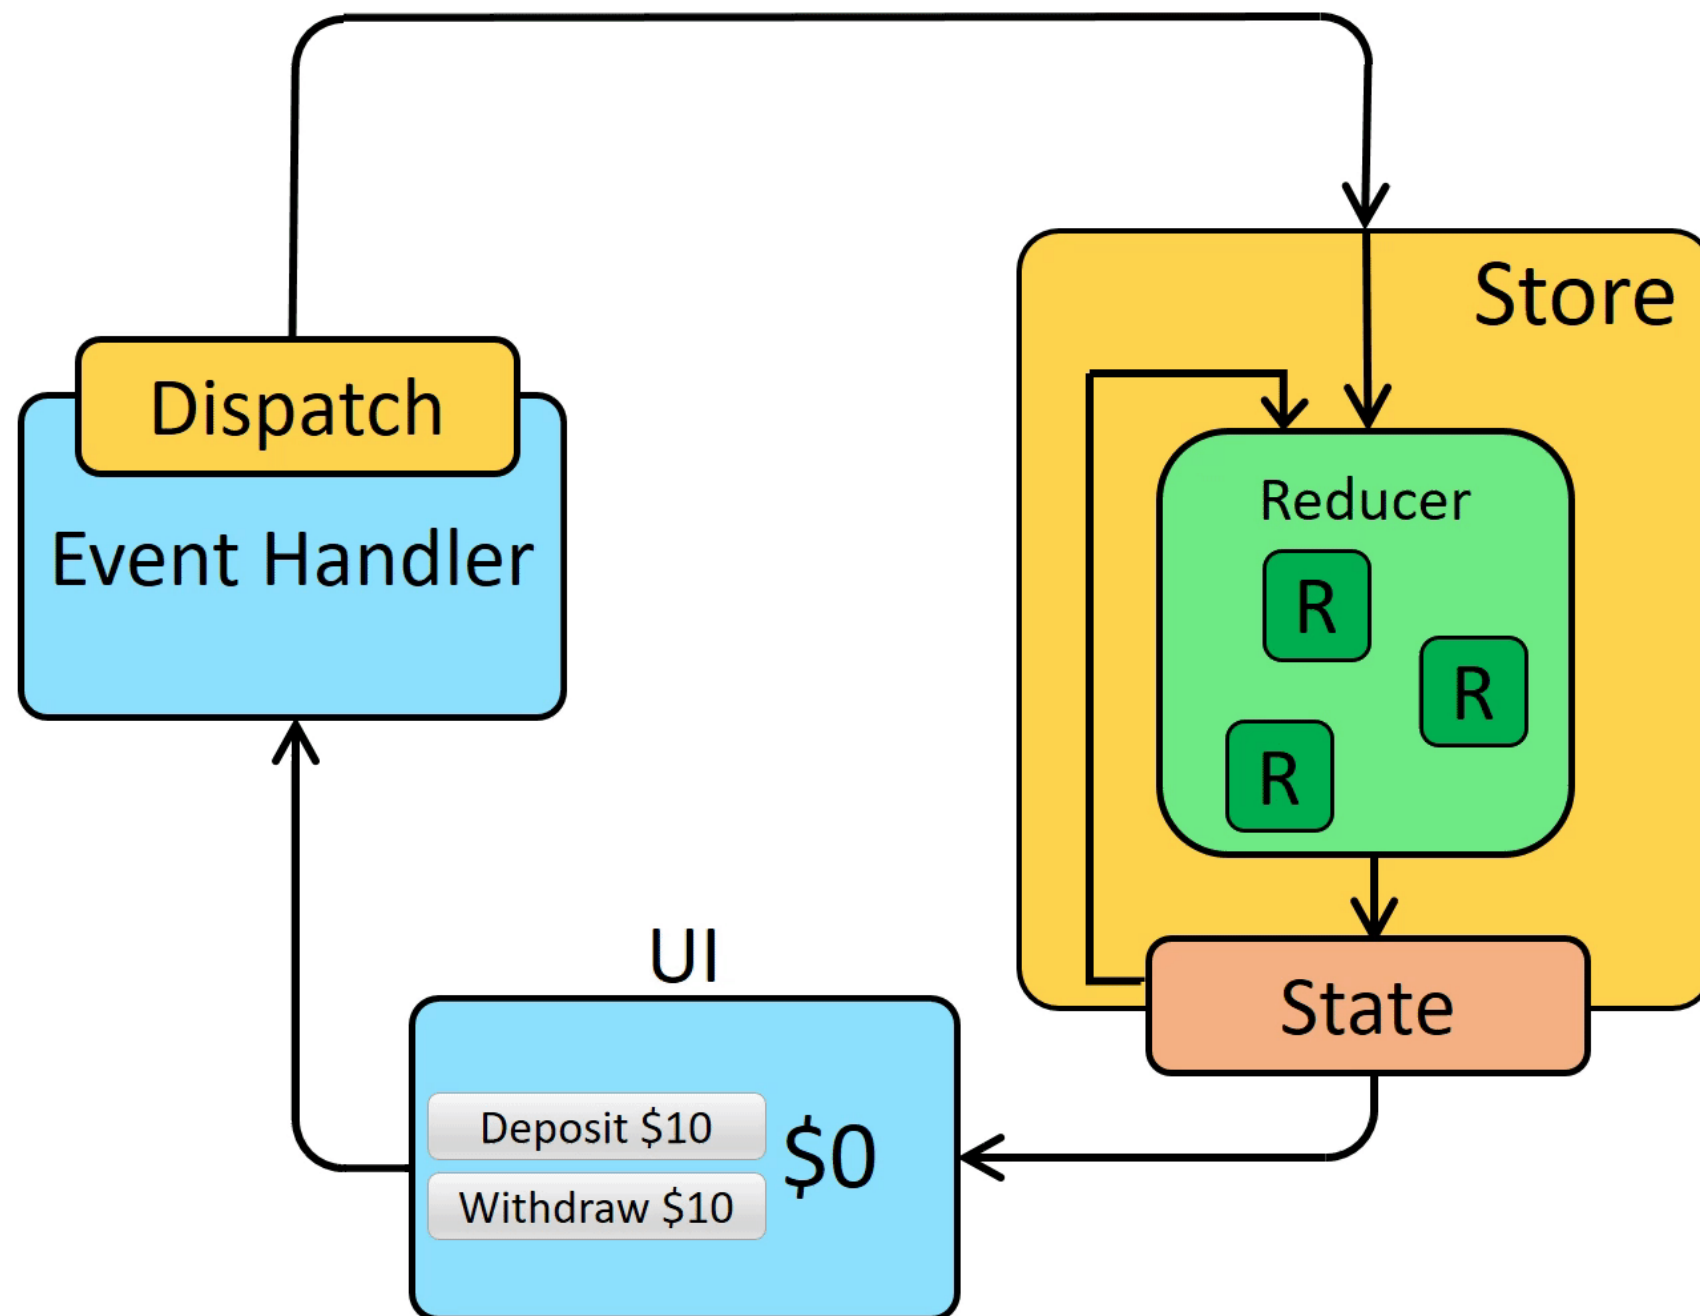 Store
Dispatch
Event Handler
Reducer
R
R
R
UI
State
Deposit $10
$0
Withdraw $10